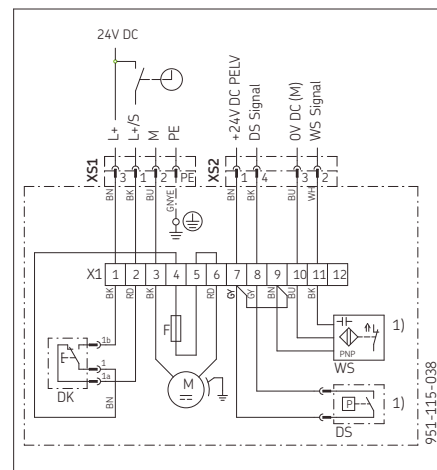 24V DC
L+
L+/S
M
PE
+24V DC PELV
DS Signal
0V DC (M)
WS Signal
XS1
3
1
2
PE
XS2
1
4
3
2
BN
BK
BU
GNYE
BN
BK
BU
WH
X1
1
2
3
4
5
6
7
8
9
10
11
12
BK
RD
BK
RD
GY
GY
BN
BU
BK
F
1b
1
1a
DK
BN
M
PNP
WS
1)
P
DS
1)
951-115-038